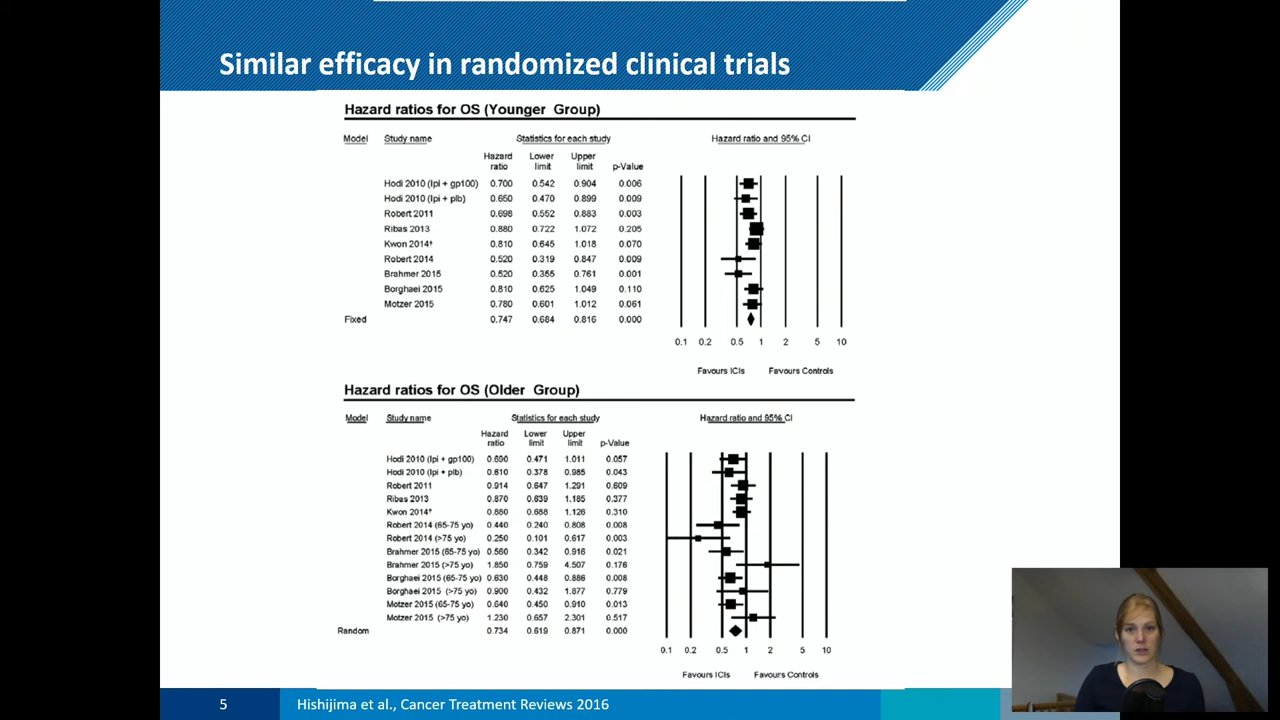 Similar efficacy in randomized clinical trials
Hazard ratios for OS (Younger Group)
Model Study name Statistics for each study Hazard ratio and 95% CI
Hazard ratio Lower limit Upper limit p-Value
Hodi 2010 (Ipi + gp100) 0.700 0.542 0.904 0.006
Hodi 2010 (Ipi + plb) 0.650 0.470 0.899 0.009
Robert 2011 0.698 0.552 0.883 0.003
Ribas 2013 0.880 0.722 1.072 0.205
Kwon 2014† 0.810 0.645 1.018 0.070
Robert 2014 0.520 0.319 0.847 0.009
Brahmer 2015 0.520 0.355 0.761 0.001
Borghaei 2015 0.810 0.625 1.049 0.110
Motzer 2015 0.780 0.601 1.012 0.061
Fixed 0.747 0.684 0.816 0.000
0.1 0.2 0.5 1 2 5 10
Favours ICIs Favours Controls
Hazard ratios for OS (Older Group)
Model Study name Statistics for each study Hazard ratio and 95% CI
Hazard ratio Lower limit Upper limit p-Value
Hodi 2010 (Ipi + gp100) 0.690 0.471 1.011 0.057
Hodi 2010 (Ipi + plb) 0.610 0.378 0.985 0.043
Robert 2011 0.914 0.647 1.291 0.609
Ribas 2013 0.870 0.639 1.185 0.377
Kwon 2014† 0.880 0.688 1.126 0.310
Robert 2014 (65-75 yo) 0.440 0.240 0.808 0.008
Robert 2014 (>75 yo) 0.250 0.101 0.617 0.003
Brahmer 2015 (65-75 yo) 0.560 0.342 0.916 0.021
Brahmer 2015 (>75 yo) 1.850 0.759 4.507 0.176
Borghaei 2015 (65-75 yo) 0.630 0.448 0.886 0.008
Borghaei 2015 (>75 yo) 0.900 0.432 1.877 0.779
Motzer 2015 (65-75 yo) 0.640 0.450 0.910 0.013
Motzer 2015 (>75 yo) 1.230 0.657 2.301 0.517
Random 0.734 0.619 0.871 0.000
0.1 0.2 0.5 1 2 5 10
Favours ICIs Favours Controls
5 Hishijima et al., Cancer Treatment Reviews 2016